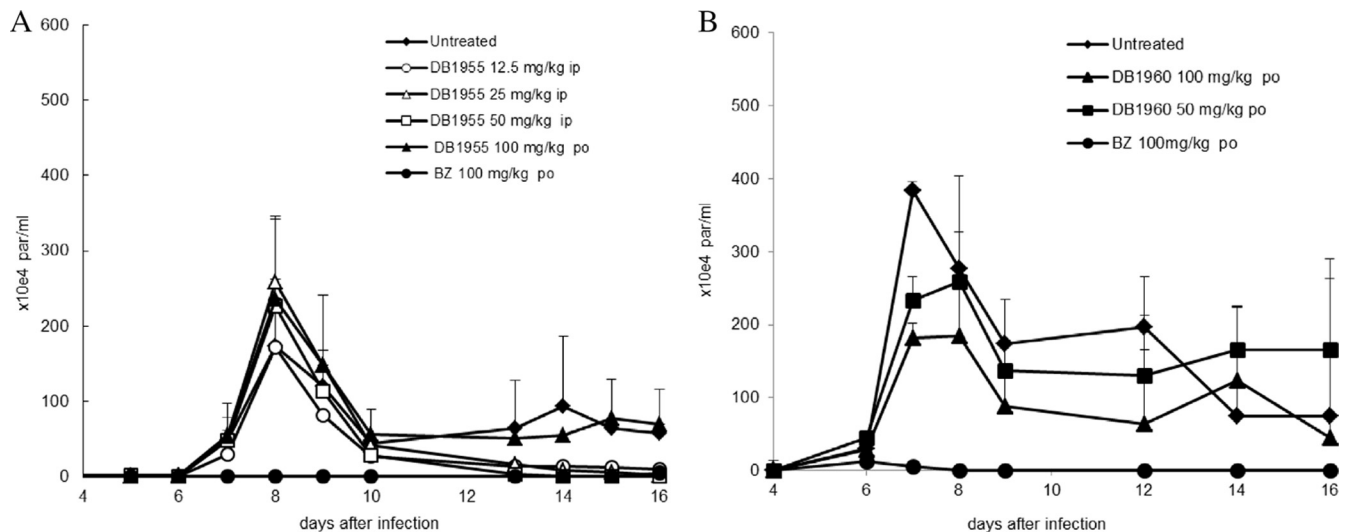 A
600
500
400
300
200
100
0
x10e4 par/ml
4 6 8 10 12 14 16
days after infection
Untreated
DB1955 12.5 mg/kg ip
DB1955 25 mg/kg ip
DB1955 50 mg/kg ip
DB1955 100 mg/kg po
BZ 100 mg/kg po
B
600
500
400
300
200
100
0
x10e4 par/ml
4 6 8 10 12 14 16
days after infection
Untreated
DB1960 100 mg/kg po
DB1960 50 mg/kg po
BZ 100mg/kg po